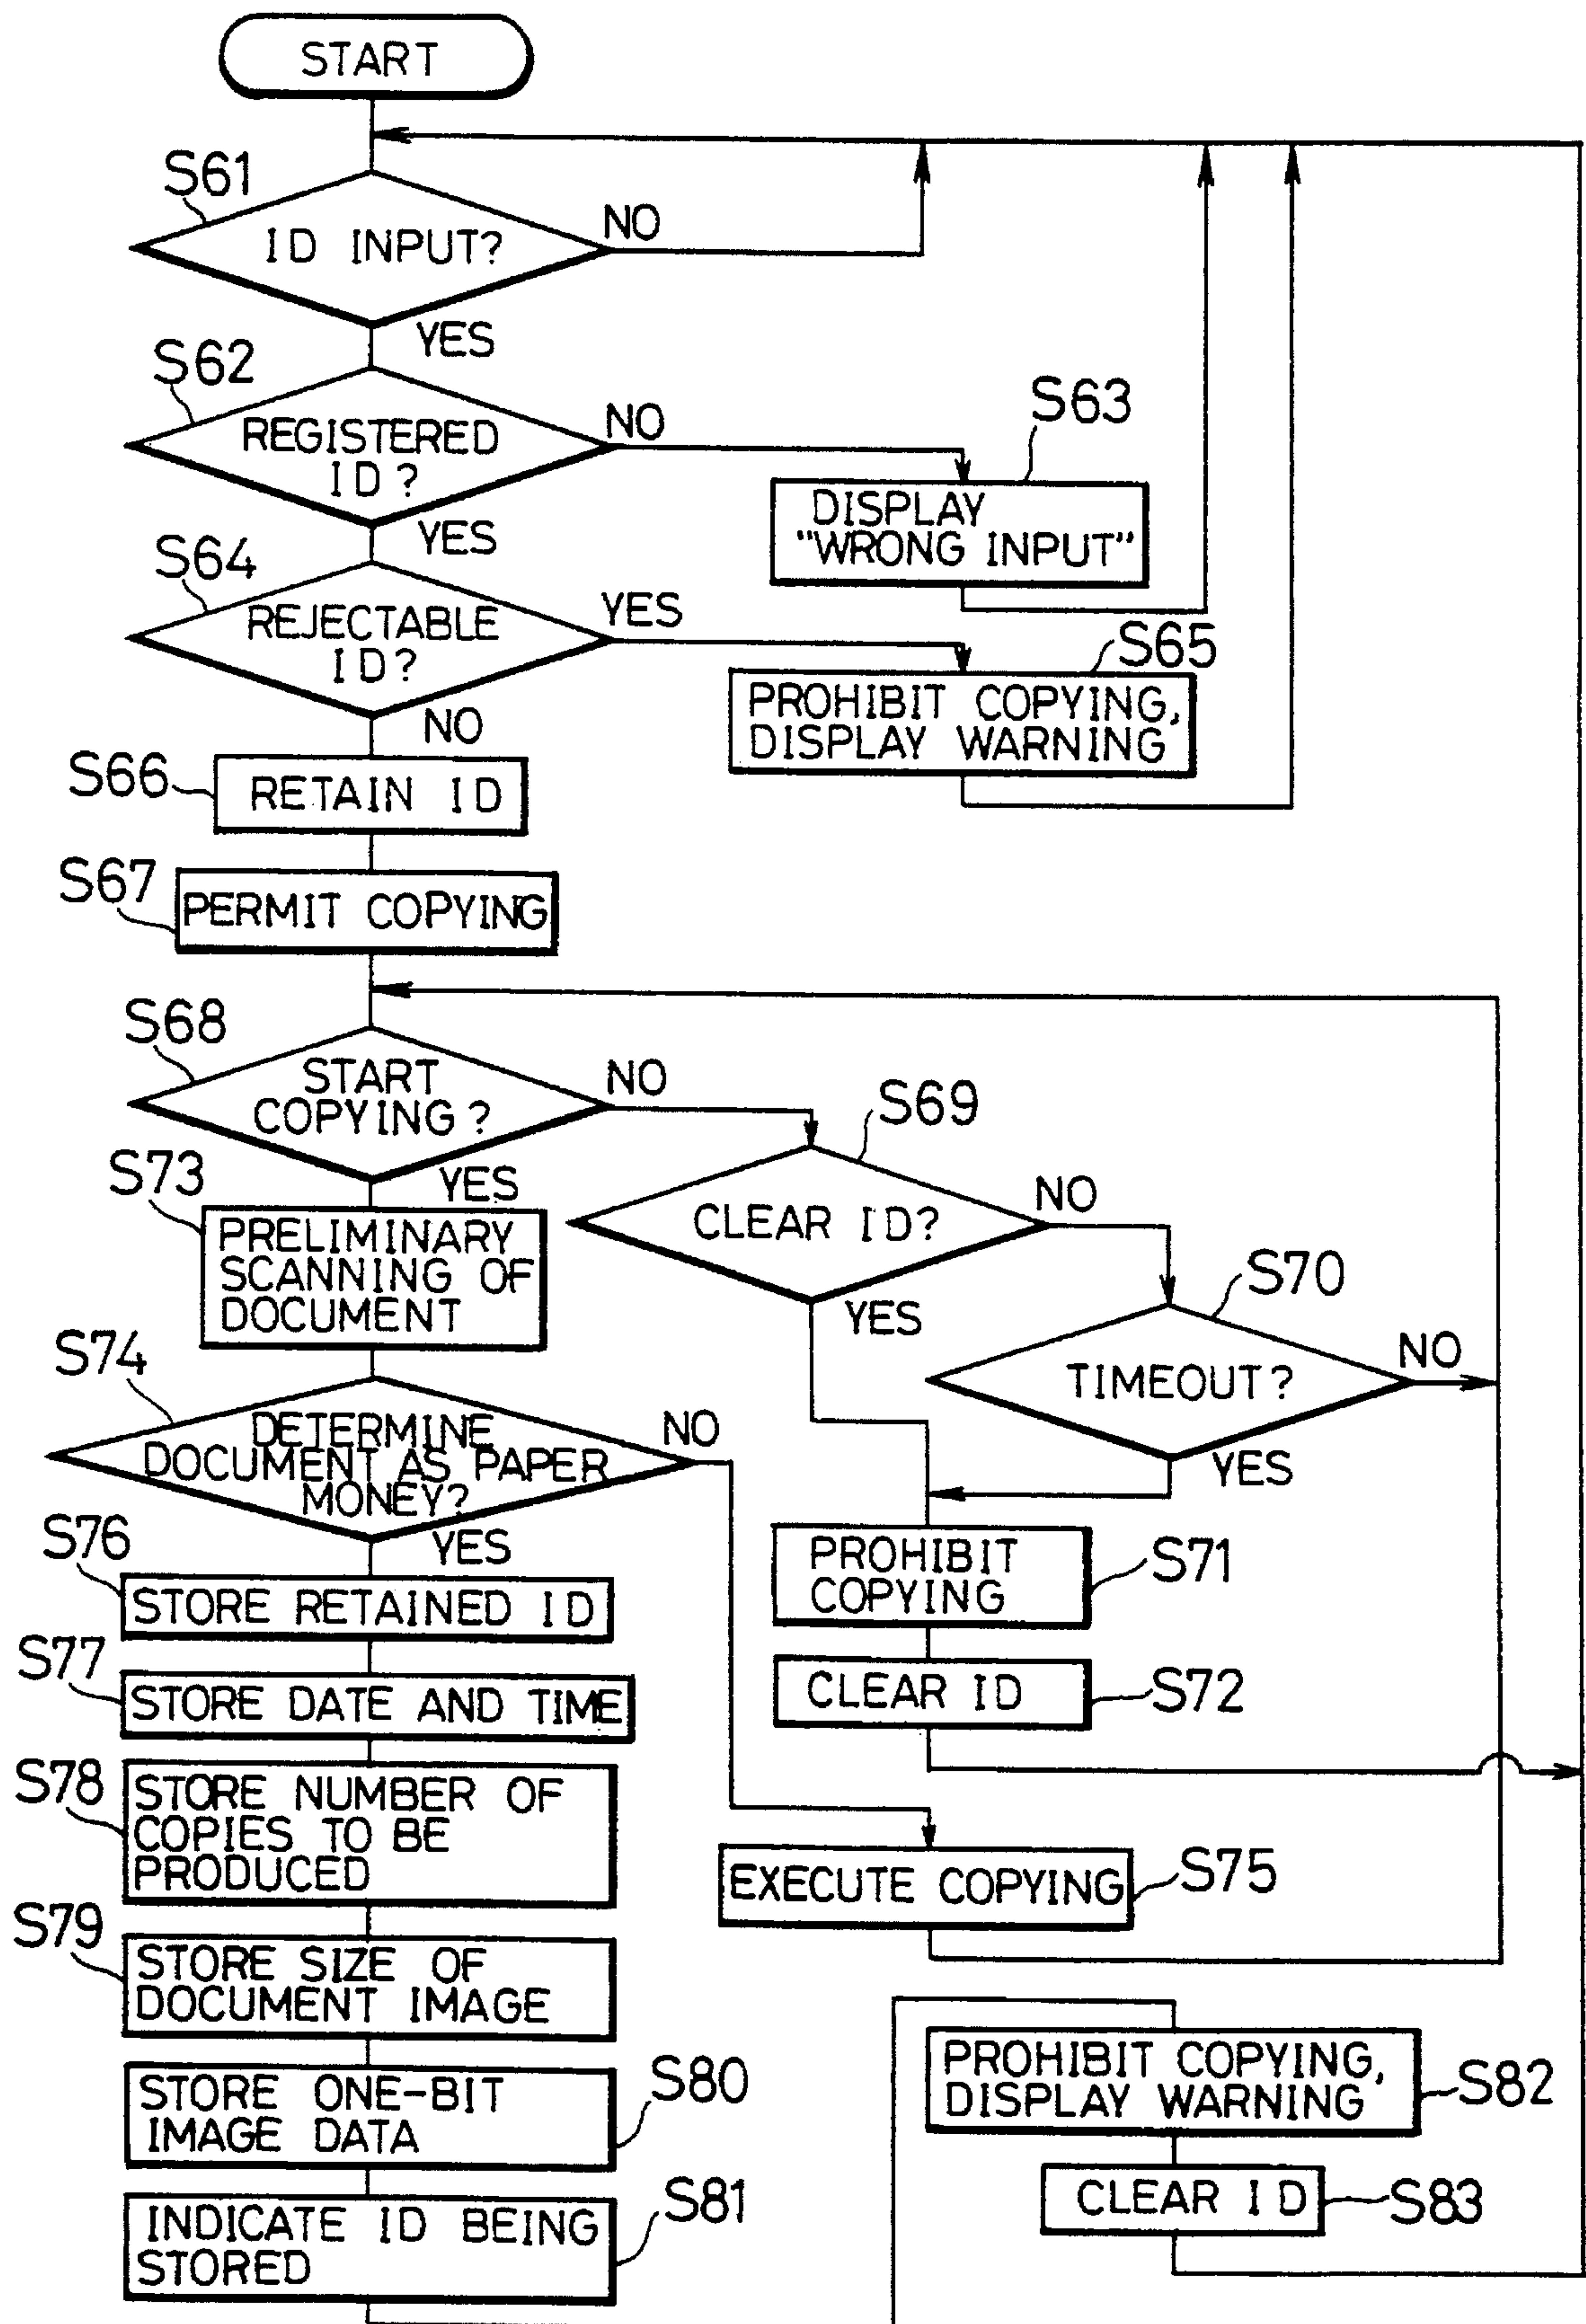 START
S61
ID INPUT?
NO
YES
S62
REGISTERED
ID?
NO
YES
S63
DISPLAY
"WRONG INPUT"
S64
REJECTABLE
ID?
YES
NO
S65
PROHIBIT COPYING,
DISPLAY WARNING
S66
RETAIN ID
S67
PERMIT COPYING
S68
START
COPYING?
NO
YES
S69
CLEAR ID?
NO
YES
S70
TIMEOUT?
NO
YES
S71
PROHIBIT
COPYING
S72
CLEAR ID
S73
PRELIMINARY
SCANNING OF
DOCUMENT
S74
DETERMINE
DOCUMENT AS PAPER
MONEY?
NO
YES
S75
EXECUTE COPYING
S76
STORE RETAINED ID
S77
STORE DATE AND TIME
S78
STORE NUMBER OF
COPIES TO BE
PRODUCED
S79
STORE SIZE OF
DOCUMENT IMAGE
S80
STORE ONE-BIT
IMAGE DATA
S81
INDICATE ID BEING
STORED
S82
PROHIBIT COPYING,
DISPLAY WARNING
S83
CLEAR ID